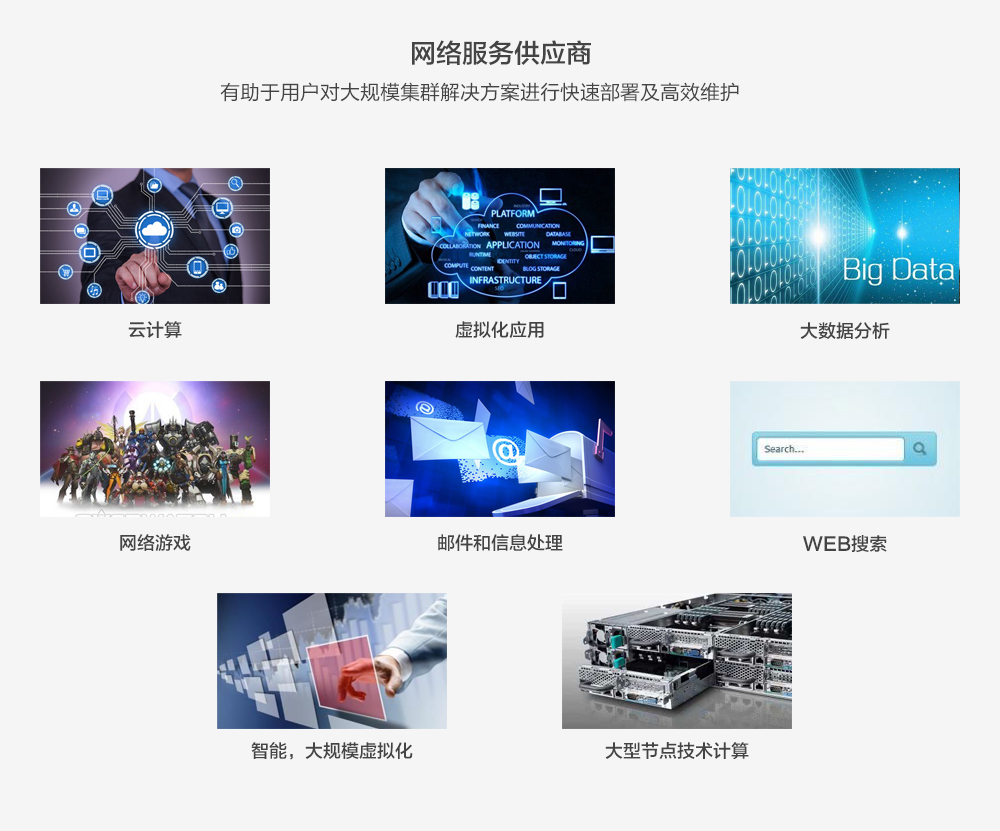 网络服务供应商
有助于用户对大规模集群解决方案进行快速部署及高效维护
云计算
PLATFORM
FINANCE COMMUNICATION
NETWORK WEBSITE DATABASE
COLLABORATION APPLICATION MONITORING
RUNTIME OBJECT STORAGE
COMPUTE IDENTITY
CONTENT BLOG STORAGE
INFRASTRUCTURE
虚拟化应用
Big Data
大数据分析
网络游戏
@
@
邮件和信息处理
Search...
WEB搜索
智能，大规模虚拟化
大型节点技术计算